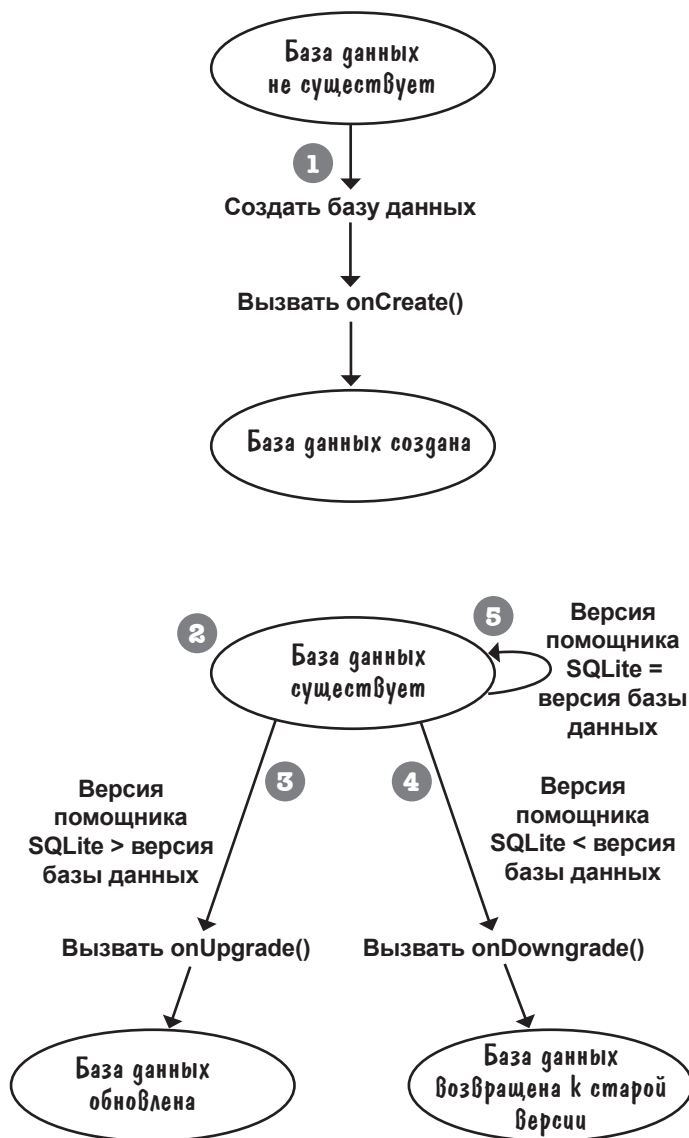 База данных
не существует
1
Создать базу данных
Вызвать onCreate()
База данных создана
2
База данных
существует
5
Версия
помощника
SQLite =
версия базы
данных
3
Версия
помощника
SQLite > версия
базы данных
4
Версия
помощника
SQLite < версия
базы данных
Вызвать onUpgrade()
Вызвать onDowngrade()
База данных
обновлена
База данных
возвращена к старой
версии